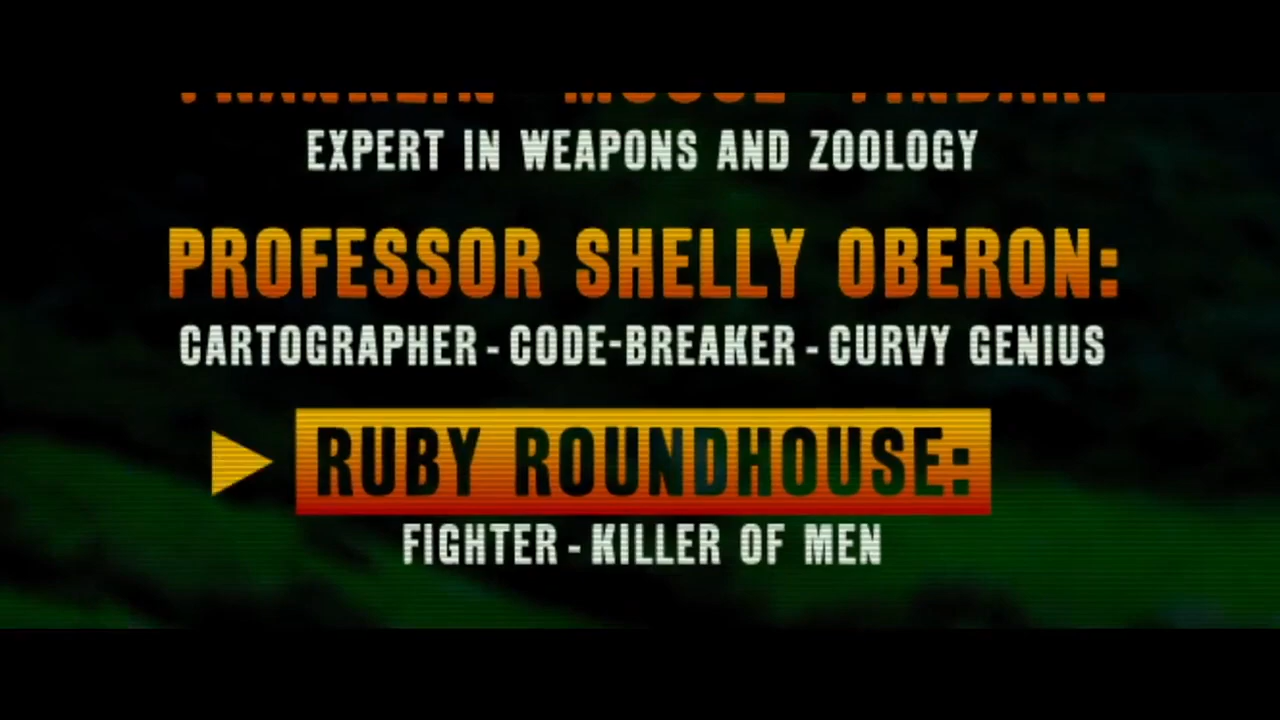 EXPERT IN WEAPONS AND ZOOLOGY
PROFESSOR SHELLY OBERON:
CARTOGRAPHER - CODE-BREAKER - CURVY GENIUS
RUBY ROUNDHOUSE:
FIGHTER - KILLER OF MEN